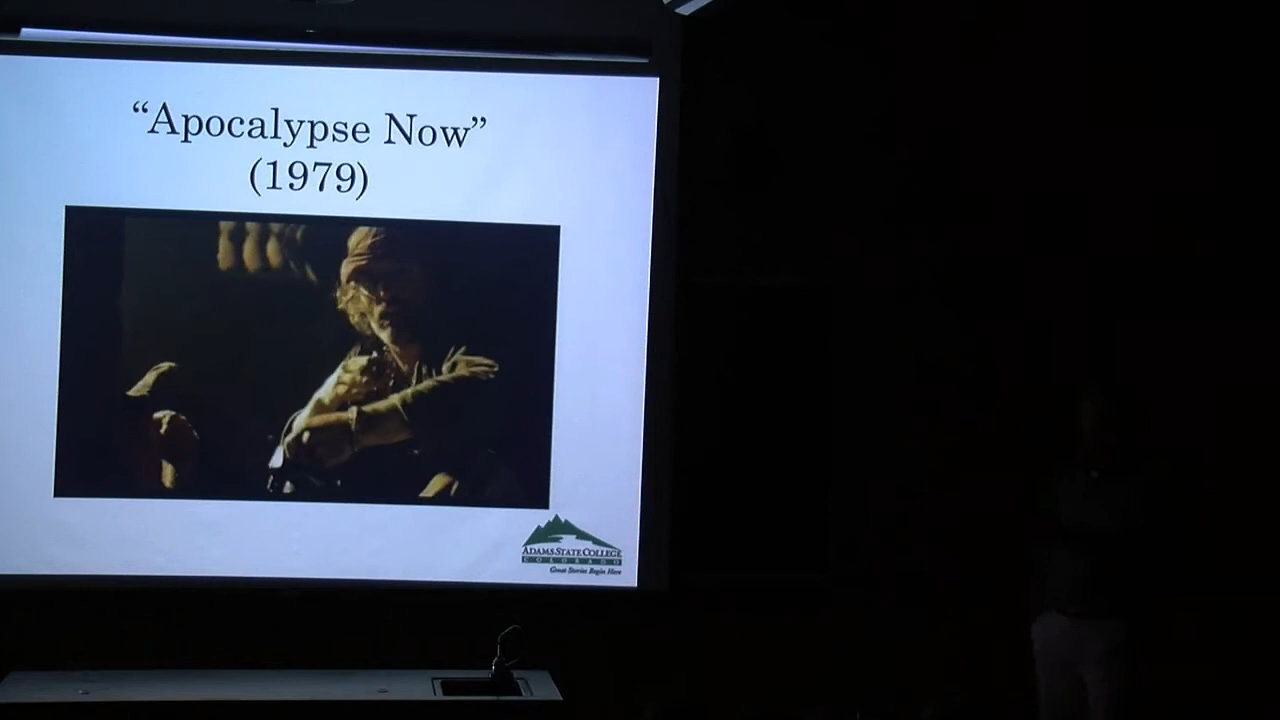 “Apocalypse Now”
(1979)
ADAMS STATE COLLEGE
COLORADO
Great Stories Begin Here